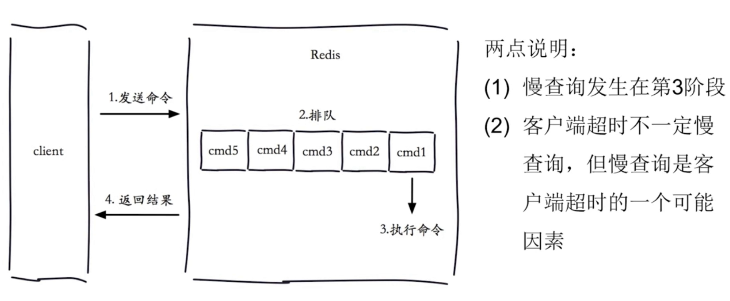 Redis
1.发送命令
2.排队
client
cmd5 cmd4 cmd3 cmd2 cmd1
4. 返回结果
3.执行命令
两点说明：
(1) 慢查询发生在第3阶段
(2) 客户端超时不一定慢
查询，但慢查询是客
户端超时的一个可能
因素